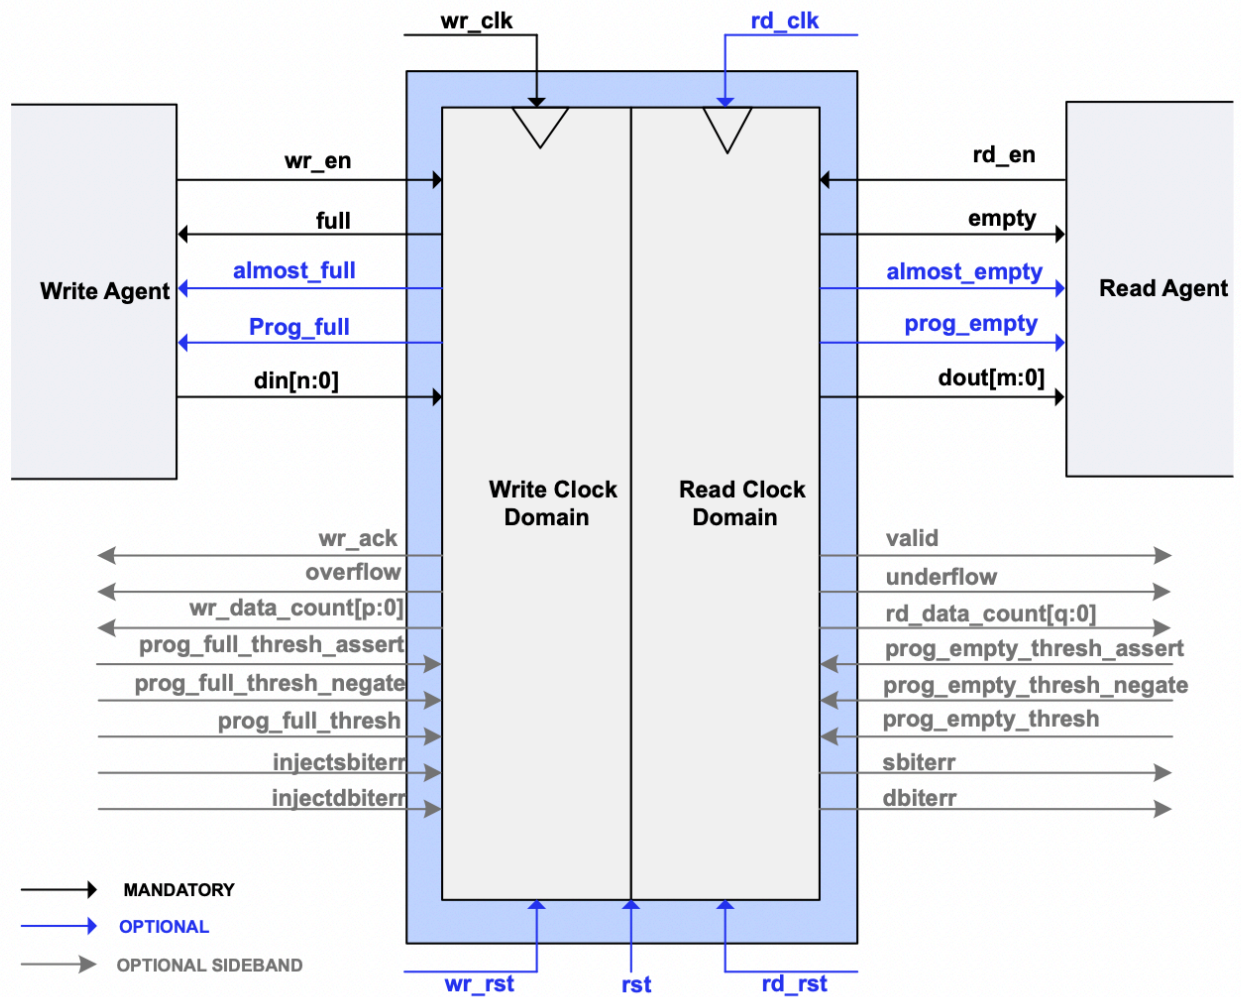 wr_clk
rd_clk
wr_en
rd_en
full
empty
almost_full
almost_empty
Write Agent
Read Agent
Prog_full
prog_empty
din[n:0]
dout[m:0]
Write Clock
Domain
Read Clock
Domain
wr_ack
valid
overflow
underflow
wr_data_count[p:0]
rd_data_count[q:0]
prog_full_thresh_assert
prog_empty_thresh_assert
prog_full_thresh_negate
prog_empty_thresh_negate
prog_full_thresh
prog_empty_thresh
injectsbiterr
sbiterr
injectdbiterr
dbiterr
MANDATORY
OPTIONAL
OPTIONAL SIDEBAND
wr_rst
rst
rd_rst